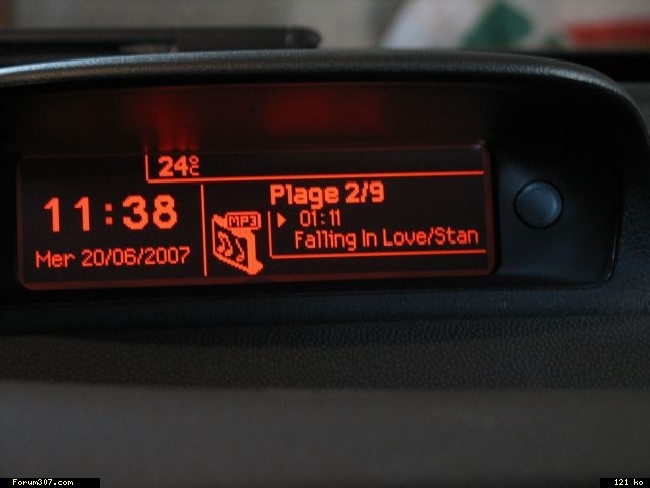 24°C
11:38
Mer 20/06/2007
MP3
Plage 2/9
01:11
Falling In Love/Stan
Forum307.com
121 ko